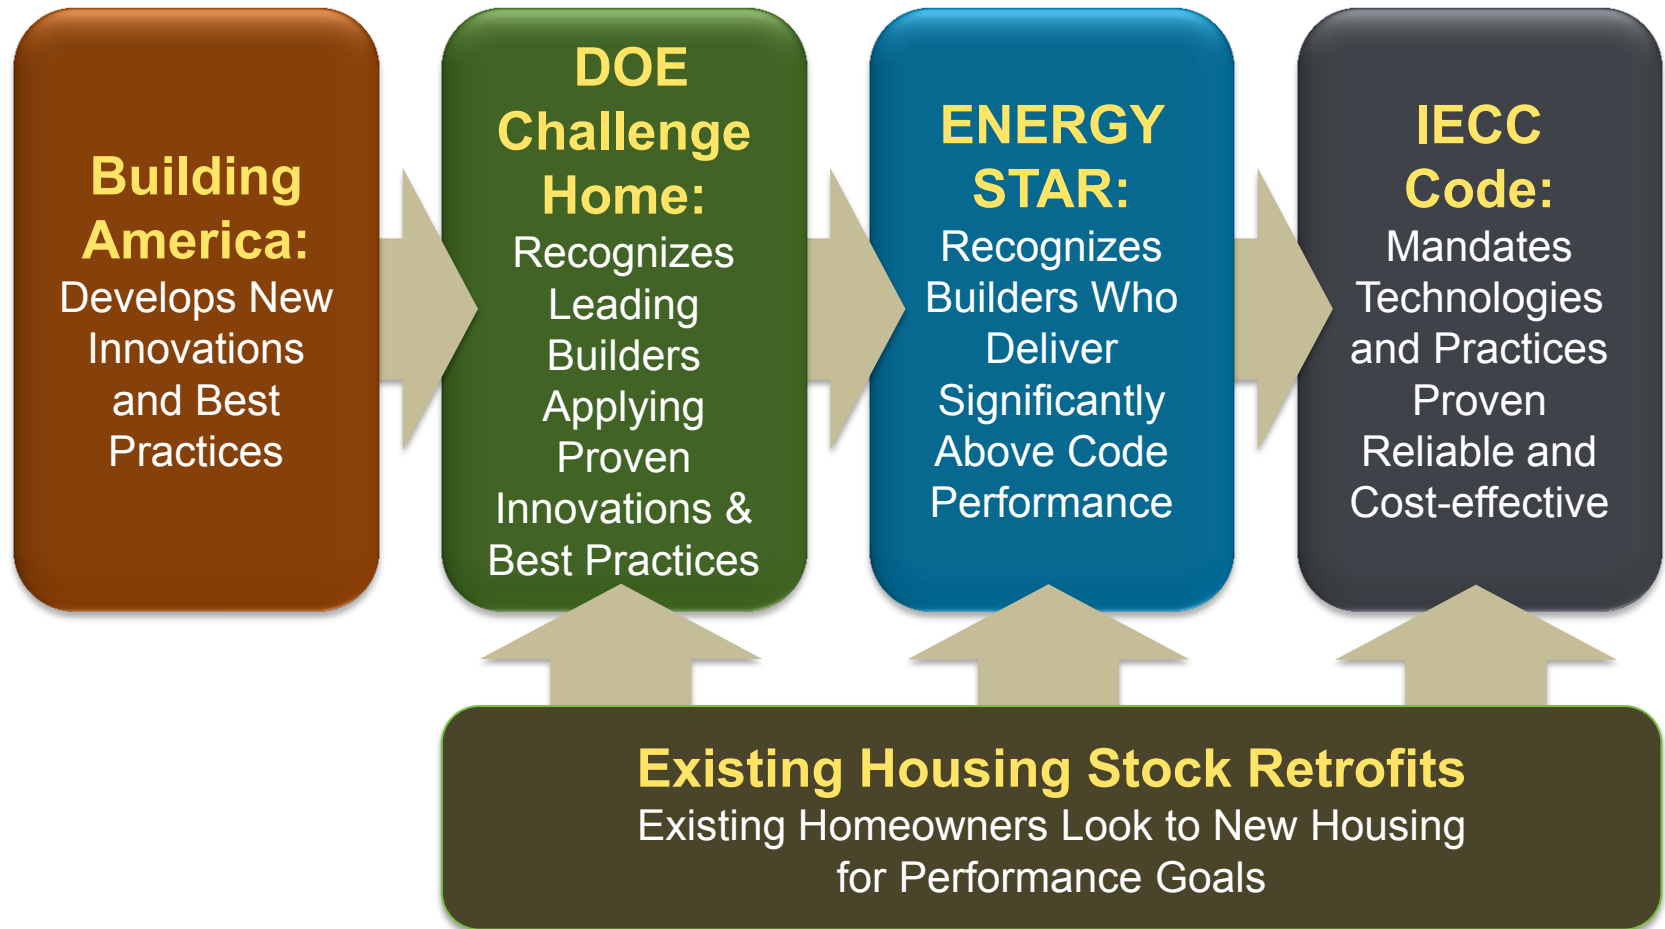 Building
America:
Develops New
Innovations
and Best
Practices
DOE
Challenge
Home:
Recognizes
Leading
Builders
Applying
Proven
Innovations &
Best Practices
ENERGY
STAR:
Recognizes
Builders Who
Deliver
Significantly
Above Code
Performance
IECC
Code:
Mandates
Technologies
and Practices
Proven
Reliable and
Cost-effective
Existing Housing Stock Retrofits
Existing Homeowners Look to New Housing
for Performance Goals